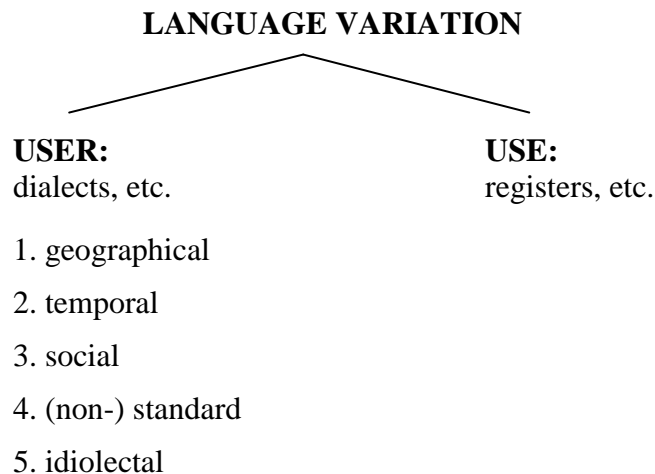 LANGUAGE VARIATION
USER:
dialects, etc.
USE:
registers, etc.
1. geographical
2. temporal
3. social
4. (non-) standard
5. idiolectal